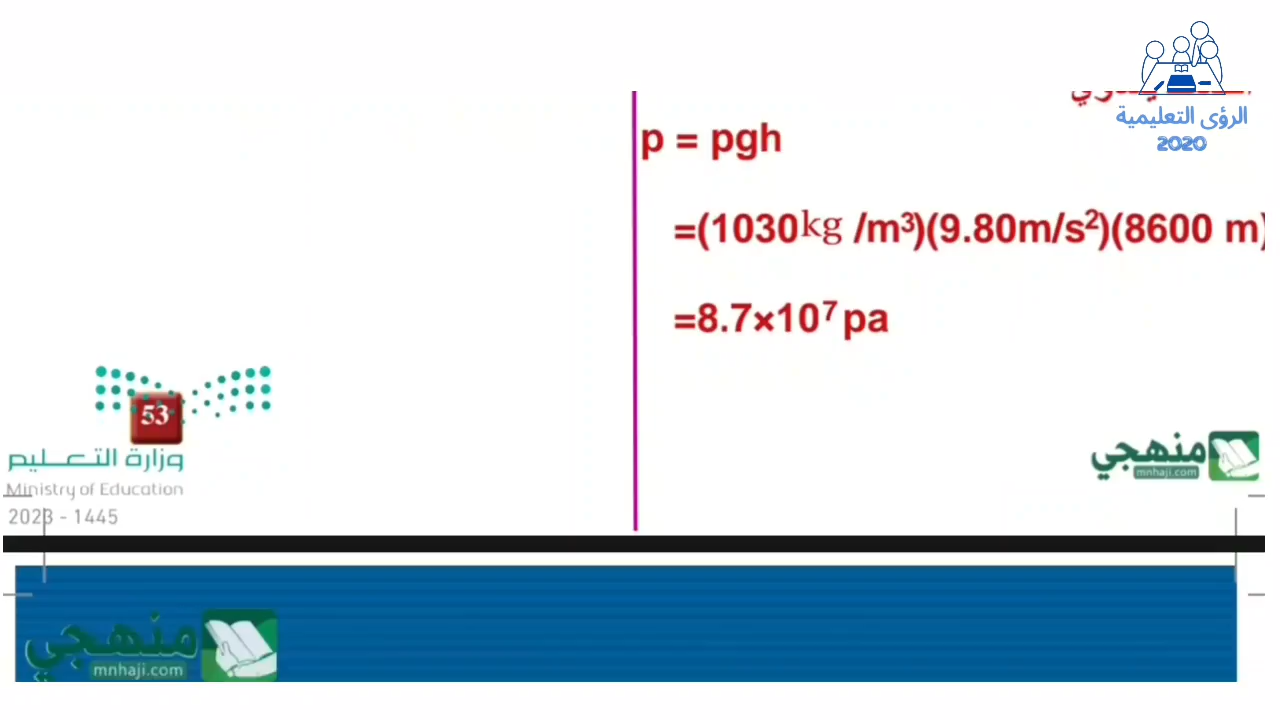 الرؤى التعليمية
2020
p = pgh
=(1030kg /m³)(9.80m/s²)(8600 m)
=8.7×10⁷ pa
53
وزارة التعـــليم
Ministry of Education
2023 - 1445
منهجي
mnhaji.com
منهجي
mnhaji.com